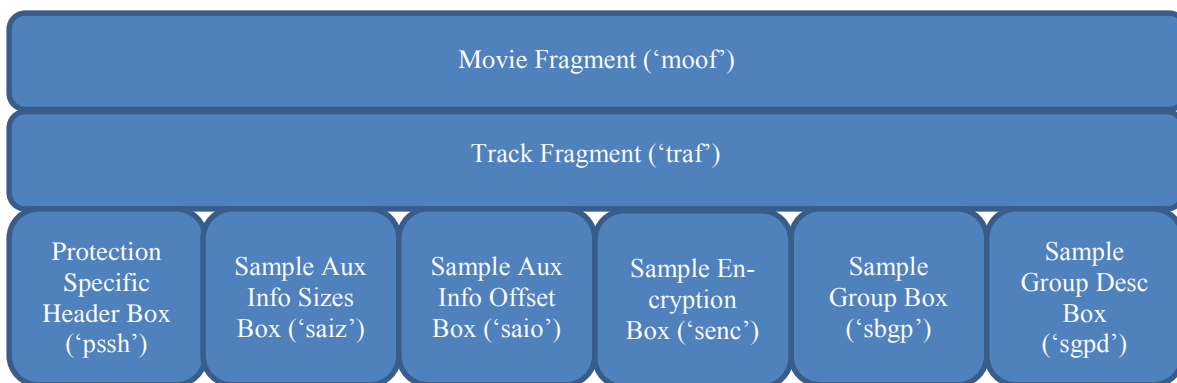 Movie Fragment (‘moof’)
Track Fragment (‘traf’)
Protection
Specific
Header Box
(‘pssh’)
Sample Aux
Info Sizes
Box (‘saiz’)
Sample Aux
Info Offset
Box (‘saio’)
Sample En-
cryption
Box (‘senc’)
Sample
Group Box
(‘sbgp’)
Sample
Group Desc
Box
(‘sgpd’)